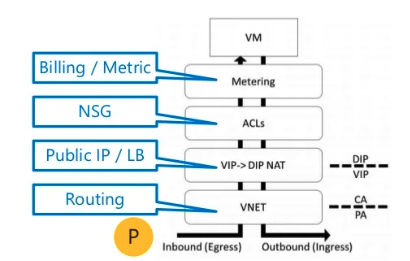 VM
Billing / Metric
Metering
NSG
ACLs
Public IP / LB
VIP-> DIP NAT
DIP
VIP
Routing
VNET
CA
PA
P
Inbound (Egress)
Outbound (Ingress)